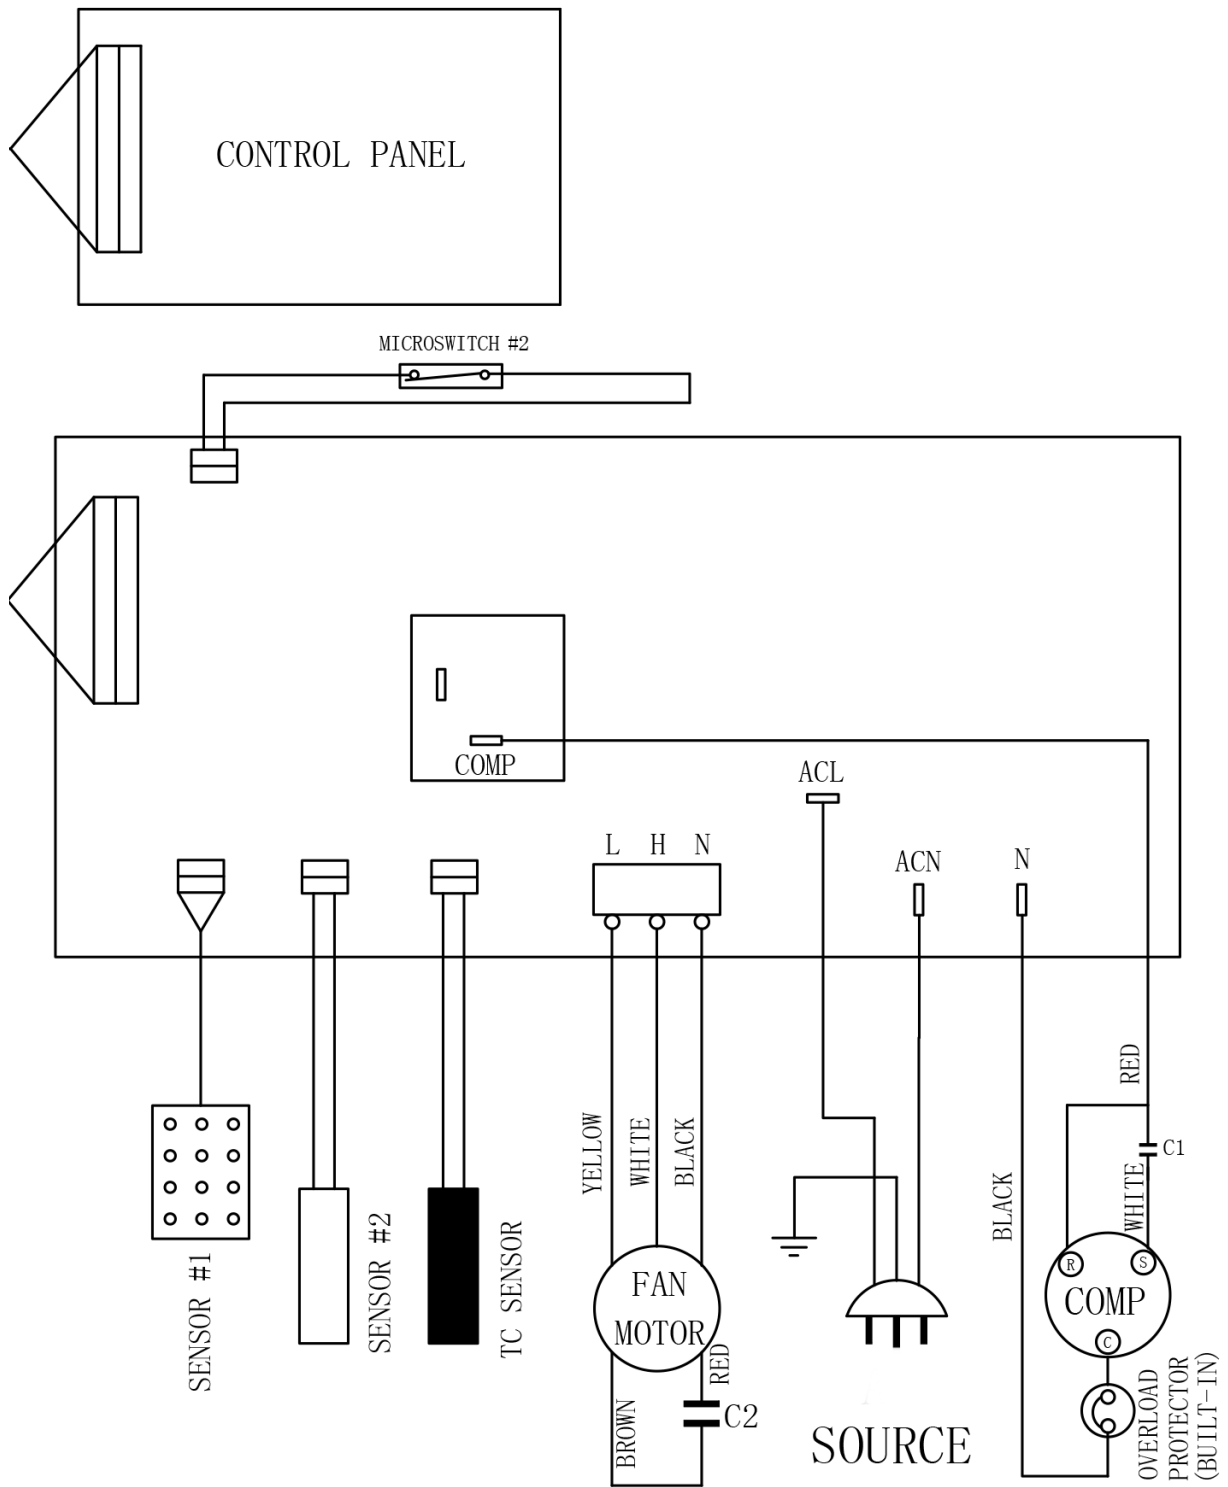 CONTROL PANEL
MICROSWITCH #2
COMP
ACL
L H N
ACN
N
RED
YELLOW
WHITE
BLACK
C1
WHITE
BLACK
SENSOR #1
SENSOR #2
TC SENSOR
FAN
MOTOR
R
S
COMP
C
RED
BROWN
C2
SOURCE
OVERLOAD
PROTECTOR
(BUILT-IN)